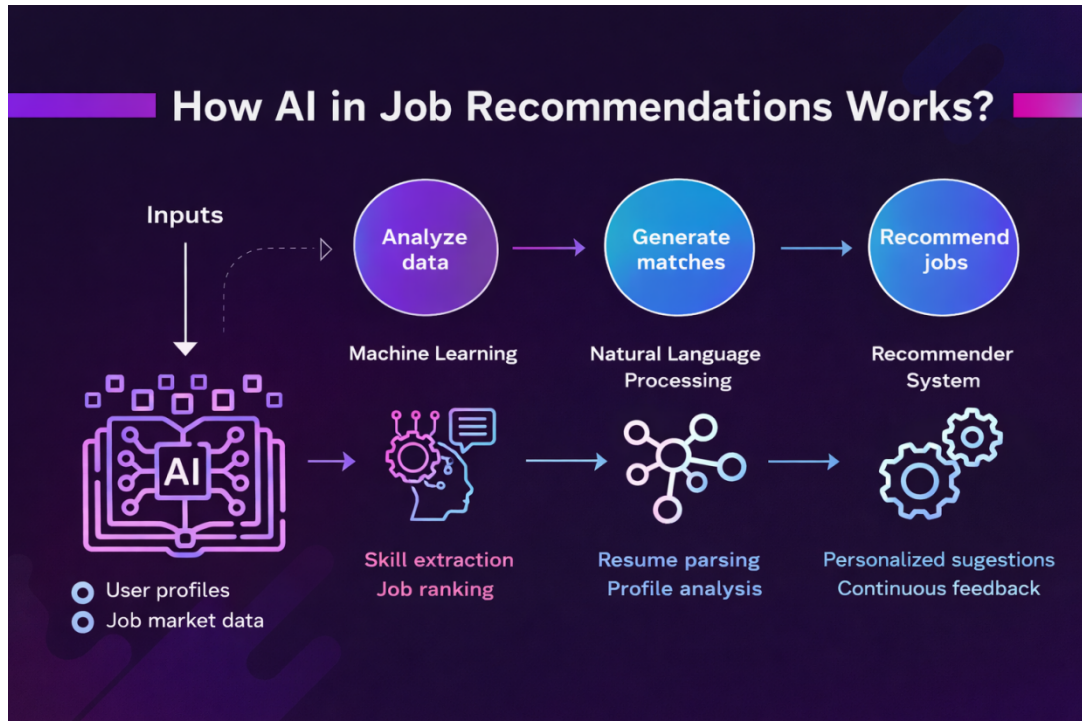 How AI in Job Recommendations Works?
Inputs
Analyze
data
Generate
matches
Recommend
jobs
Machine Learning
Natural Language
Processing
Recommender
System
AI
User profiles
Job market data
Skill extraction
Job ranking
Resume parsing
Profile analysis
Personalized sugestions
Continuous feedback